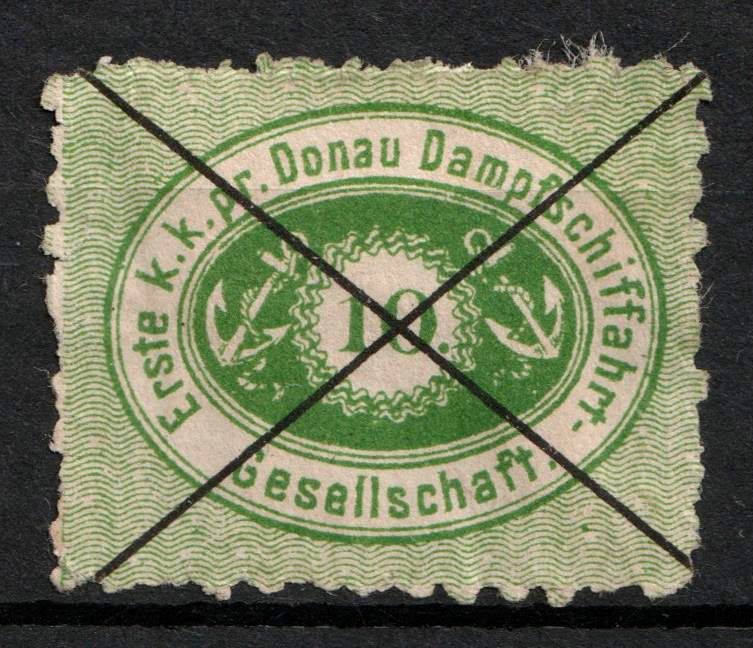 Erste k. k. pr. Donau Dampfschiffahrt-
Gesellschaft.
10.